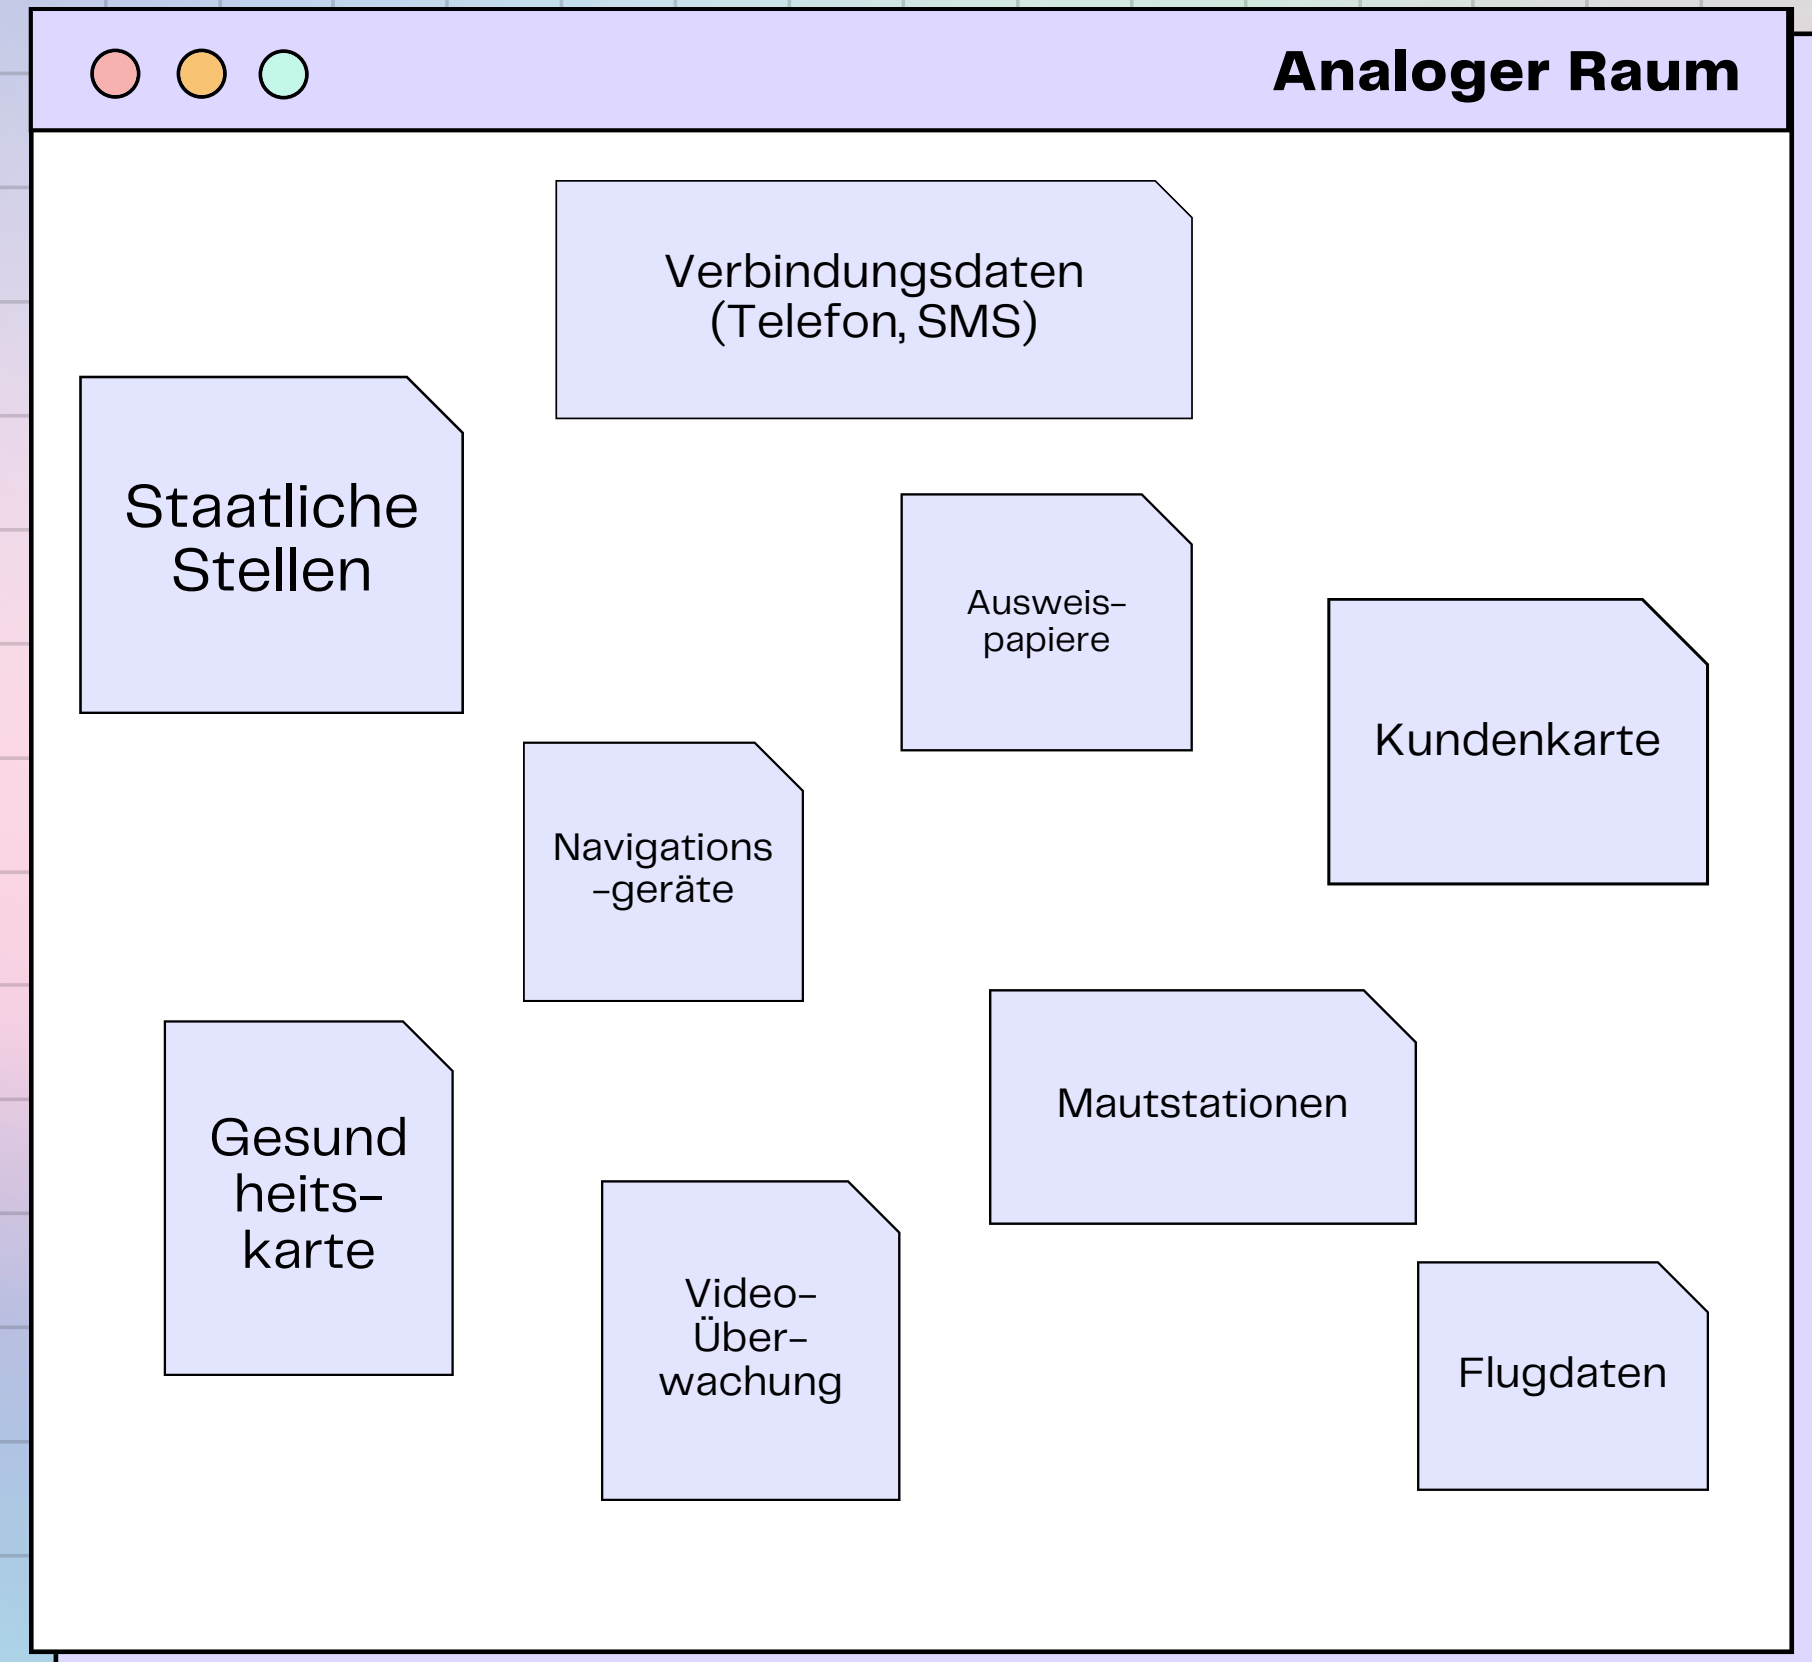 Analoger Raum
Verbindungsdaten
(Telefon, SMS)
Staatliche
Stellen
Ausweis-
papiere
Kundenkarte
Navigations
-geräte
Mautstationen
Gesund
heits-
karte
Video-
Über-
wachung
Flugdaten